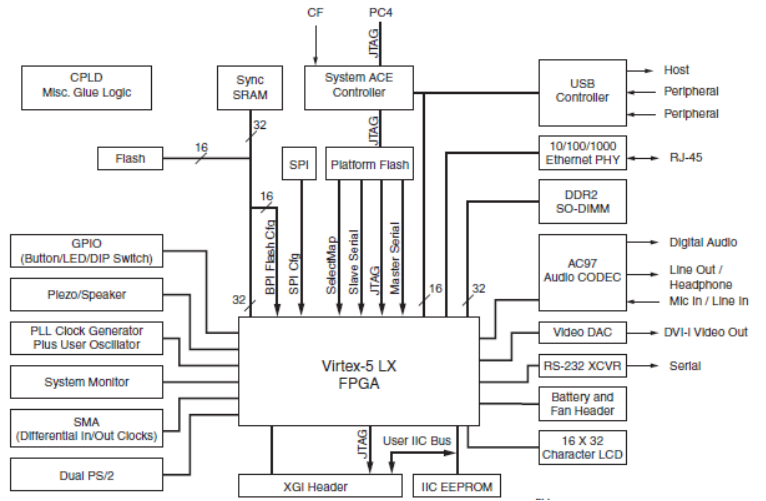 CF
PC4
JTAG
CPLD
Misc. Glue Logic
Sync
SRAM
System ACE
Controller
USB
Controller
Host
Peripheral
Peripheral
32
16
Flash
JTAG
SPI
Platform Flash
10/100/1000
Ethernet PHY
RJ-45
DDR2
SO-DIMM
16
BPI Flash Cfg
SPI Cfg
SelectMap
Slave Serial
JTAG
Master Serial
GPIO
(Button/LED/DIP Switch)
AC97
Audio CODEC
Digital Audio
Line Out /
Headphone
Mic In / Line In
32
16
32
Piezo/Speaker
PLL Clock Generator
Plus User Oscillator
Virtex-5 LX
FPGA
Video DAC
DVI-I Video Out
RS-232 XCVR
Serial
System Monitor
Battery and
Fan Header
SMA
(Differential In/Out Clocks)
16 X 32
Character LCD
JTAG
User IIC Bus
Dual PS/2
XGI Header
IIC EEPROM